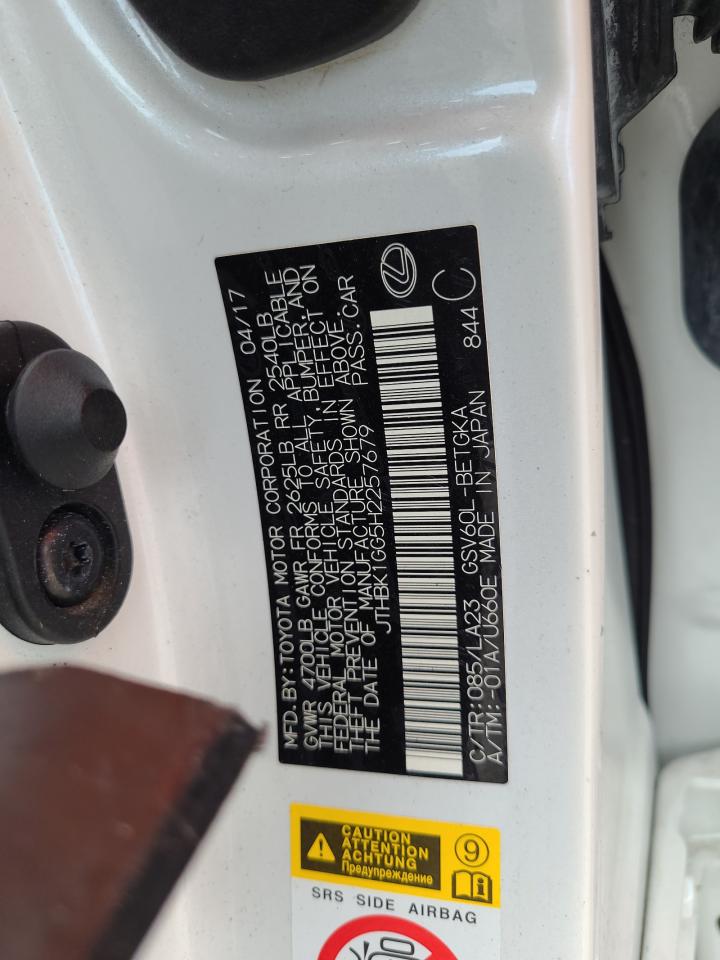 MFD.BY:TOYOTA MOTOR CORPORATION 04/17
GVWR 4700LB GAWR FR 2625LB RR 2540LB
THIS VEHICLE CONFORMS TO ALL APPLICABLE
FEDERAL MOTOR VEHICLE SAFETY,BUMPER,AND
THEFT PREVENTION STANDARDS IN EFFECT ON
THE DATE OF MANUFACTURE SHOWN ABOVE.
JTHBK1GG5H2257679 PASS.CAR
C/TR:085/LA23 GSV60L-BETGKA
A/TM:-01A/U660E MADE IN JAPAN 844 C
CAUTION
ATTENTION
ACHTUNG
Предупреждение
9
SRS SIDE AIRBAG